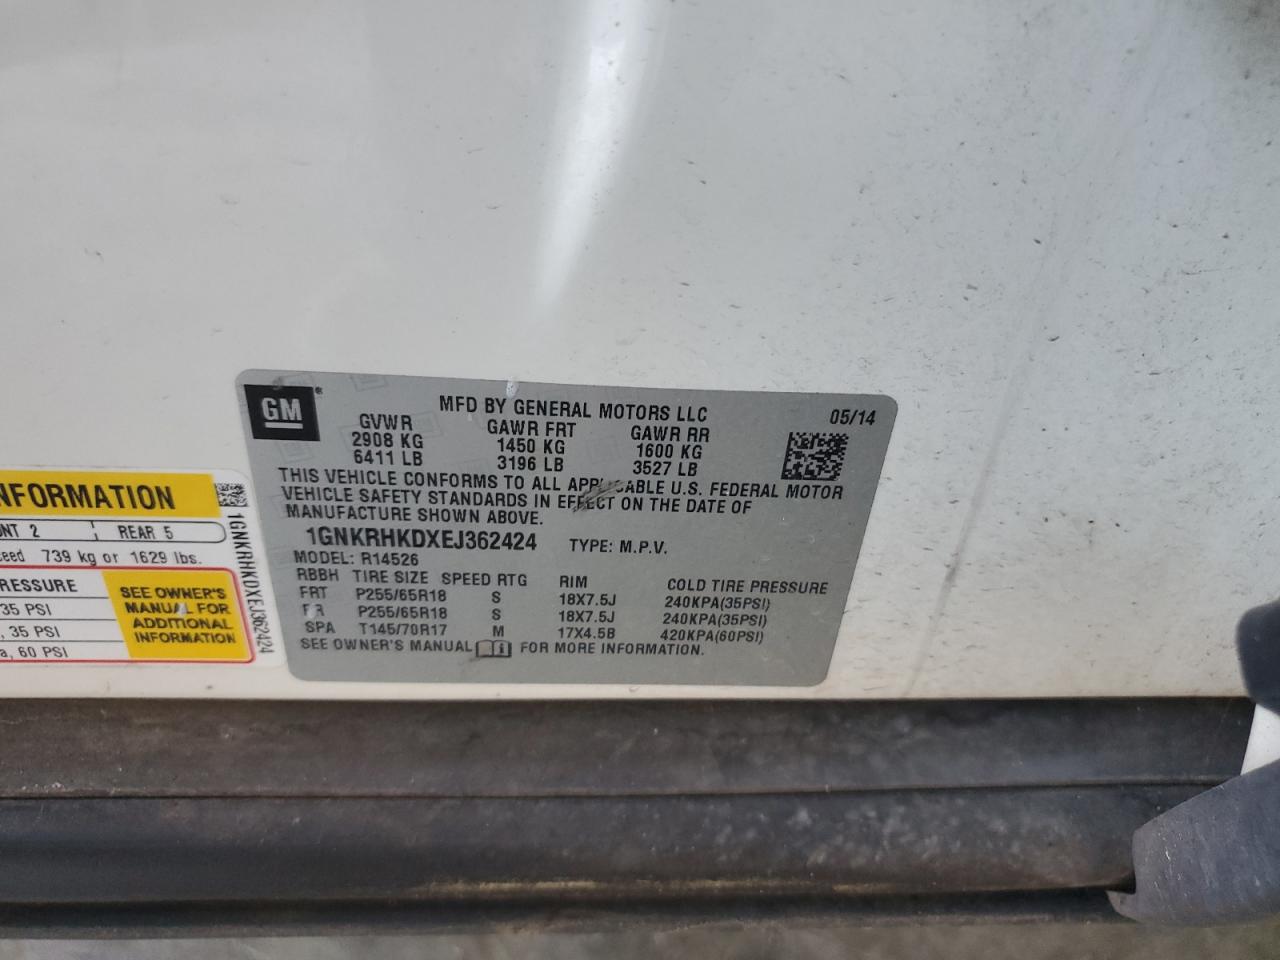 GM
MFD BY GENERAL MOTORS LLC 05/14
GVWR GAWR FRT GAWR RR
2908 KG 1450 KG 1600 KG
6411 LB 3196 LB 3527 LB
THIS VEHICLE CONFORMS TO ALL APPLICABLE U.S. FEDERAL MOTOR
VEHICLE SAFETY STANDARDS IN EFFECT ON THE DATE OF
MANUFACTURE SHOWN ABOVE.
1GNKRHKDXEJ362424 TYPE: M.P.V.
MODEL: R14526
RBBH TIRE SIZE SPEED RTG RIM COLD TIRE PRESSURE
FRT P255/65R18 S 18X7.5J 240KPA(35PSI)
RR P255/65R18 S 18X7.5J 240KPA(35PSI)
SPA T145/70R17 M 17X4.5B 420KPA(60PSI)
SEE OWNER'S MANUAL FOR MORE INFORMATION.
NFORMATION
ONT 2 REAR 5
ceed 739 kg or 1629 lbs.
RESSURE
35 PSI
, 35 PSI
a, 60 PSI
SEE OWNER'S
MANUAL FOR
ADDITIONAL
INFORMATION
1GNKRHKDXEJ362424